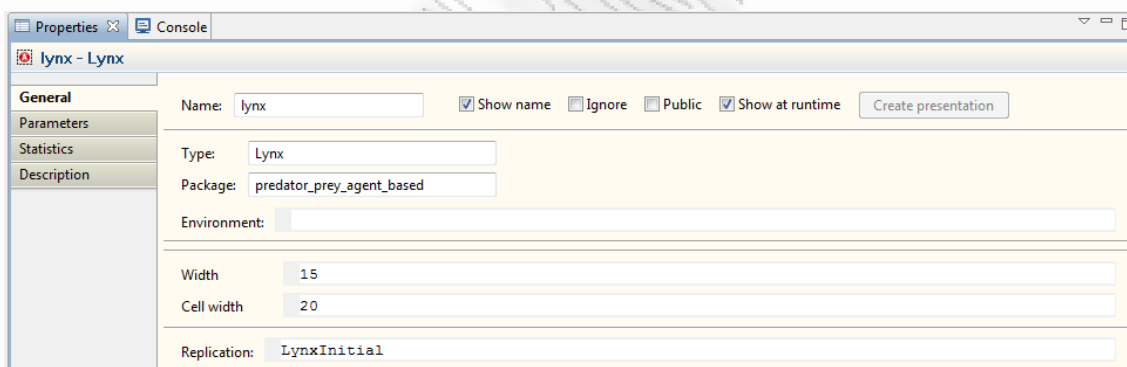 Properties Console
lynx - Lynx
General
Parameters
Statistics
Description
Name: lynx Show name Ignore Public Show at runtime Create presentation
Type: Lynx
Package: predator_prey_agent_based
Environment:
Width 15
Cell width 20
Replication: LynxInitial